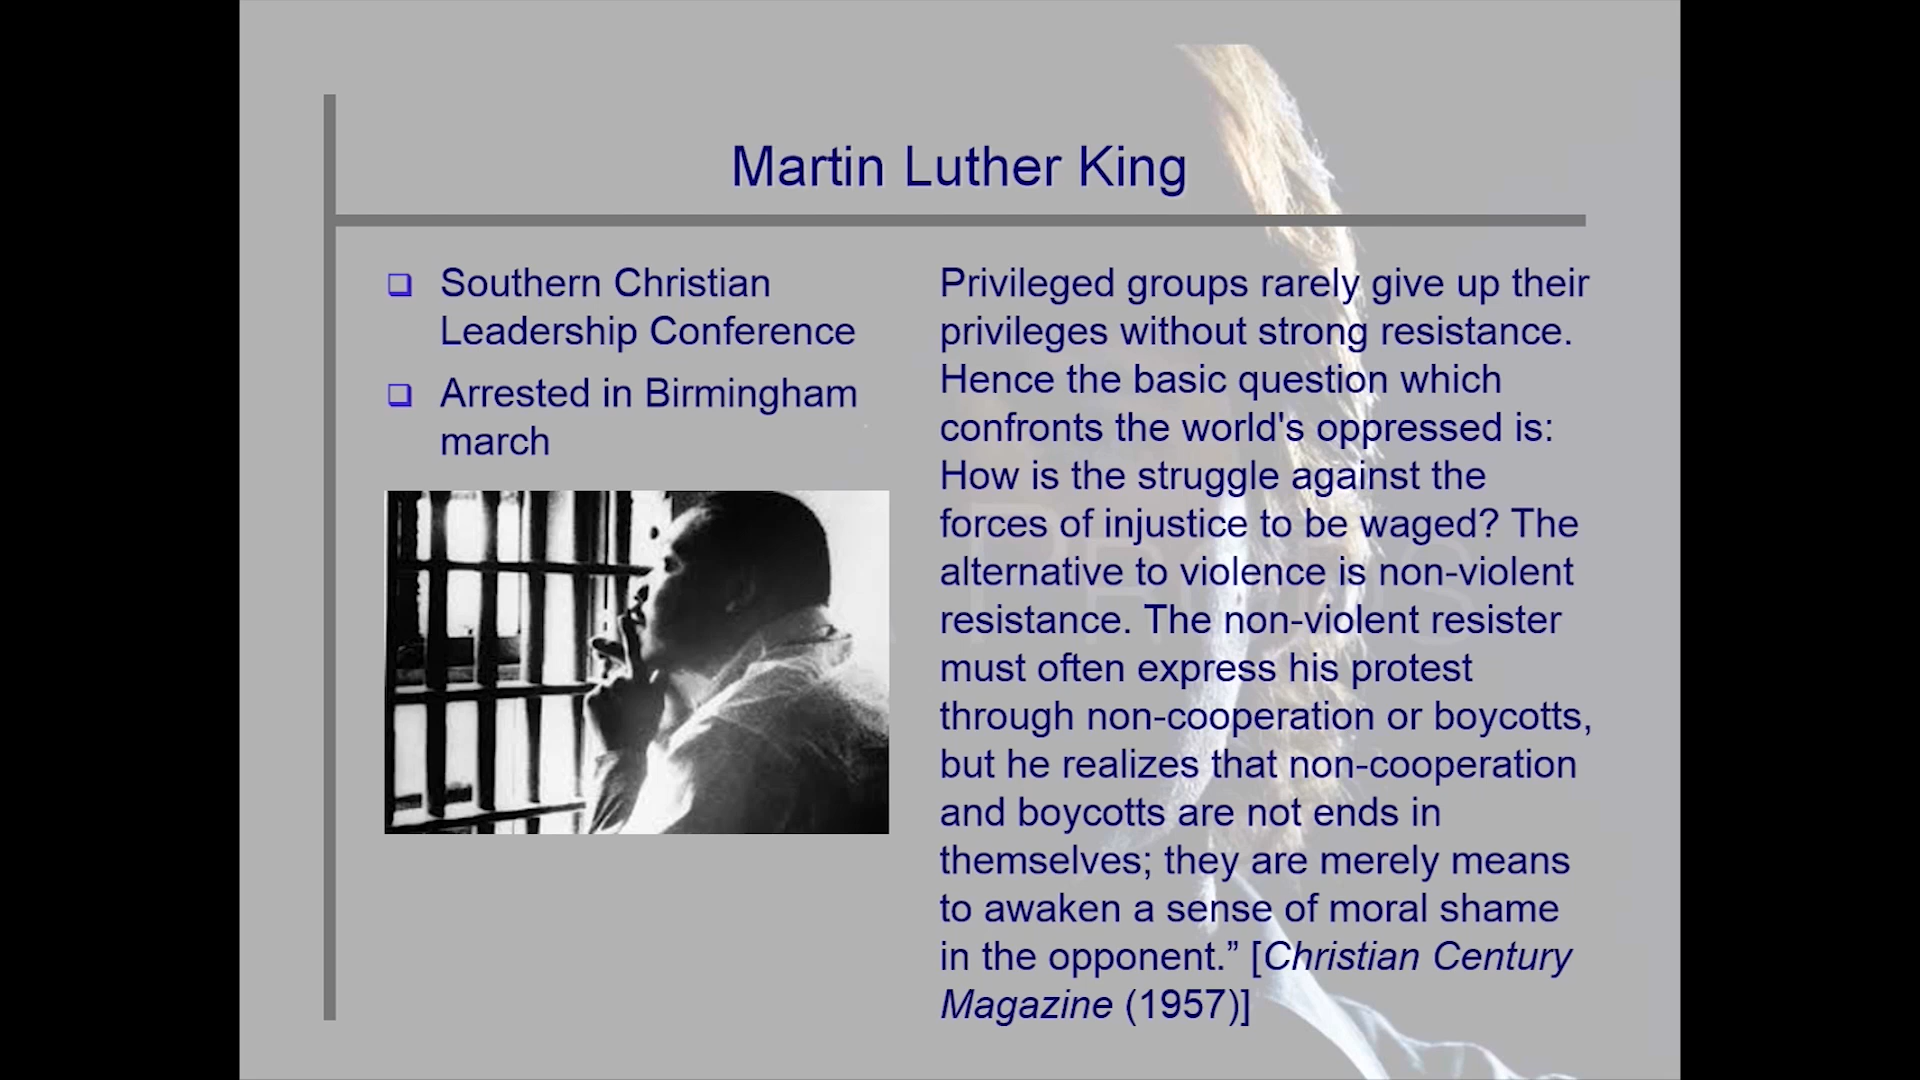 Martin Luther King
Southern Christian
Leadership Conference
Arrested in Birmingham
march
Privileged groups rarely give up their
privileges without strong resistance.
Hence the basic question which
confronts the world's oppressed is:
How is the struggle against the
forces of injustice to be waged? The
alternative to violence is non-violent
resistance. The non-violent resister
must often express his protest
through non-cooperation or boycotts,
but he realizes that non-cooperation
and boycotts are not ends in
themselves; they are merely means
to awaken a sense of moral shame
in the opponent.” [Christian Century
Magazine (1957)]